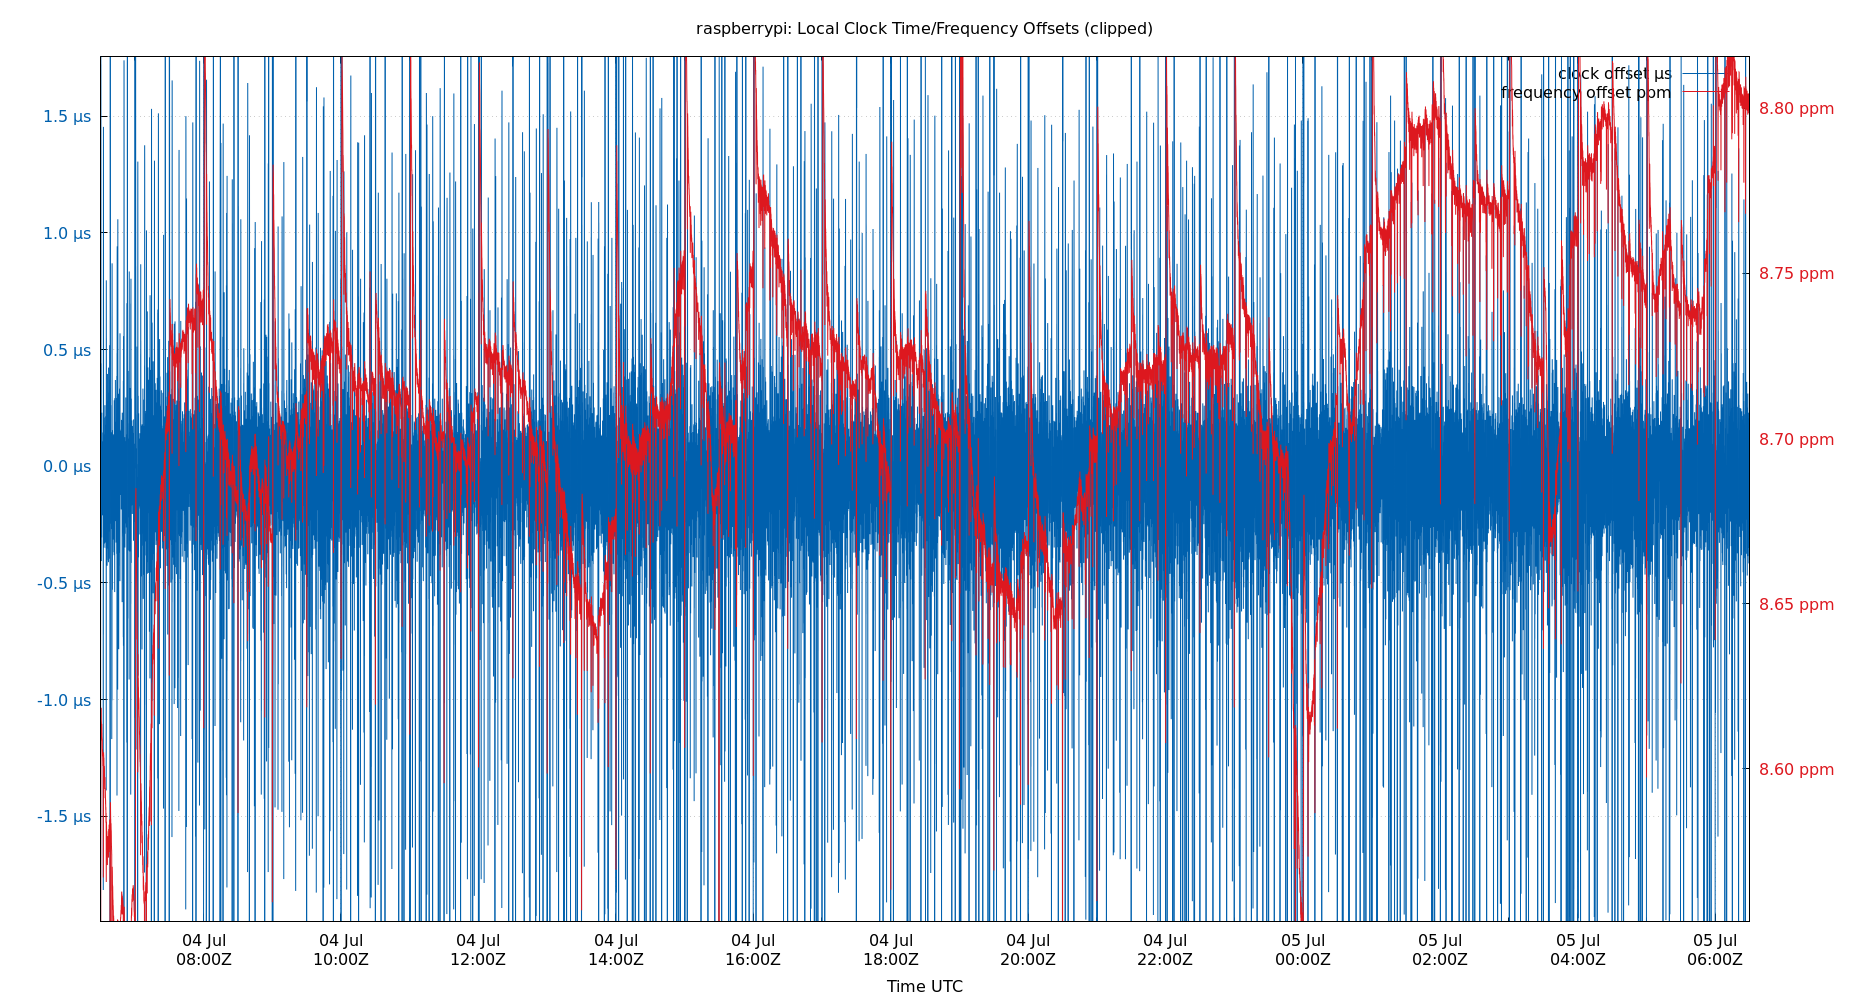 raspberrypi: Local Clock Time/Frequency Offsets (clipped)
clock offset µs
frequency offset ppm
1.5 µs
1.0 µs
0.5 µs
0.0 µs
-0.5 µs
-1.0 µs
-1.5 µs
8.80 ppm
8.75 ppm
8.70 ppm
8.65 ppm
8.60 ppm
04 Jul 04 Jul 04 Jul 04 Jul 04 Jul 04 Jul 04 Jul 04 Jul 05 Jul 05 Jul 05 Jul 05 Jul
08:00Z 10:00Z 12:00Z 14:00Z 16:00Z 18:00Z 20:00Z 22:00Z 00:00Z 02:00Z 04:00Z 06:00Z
Time UTC